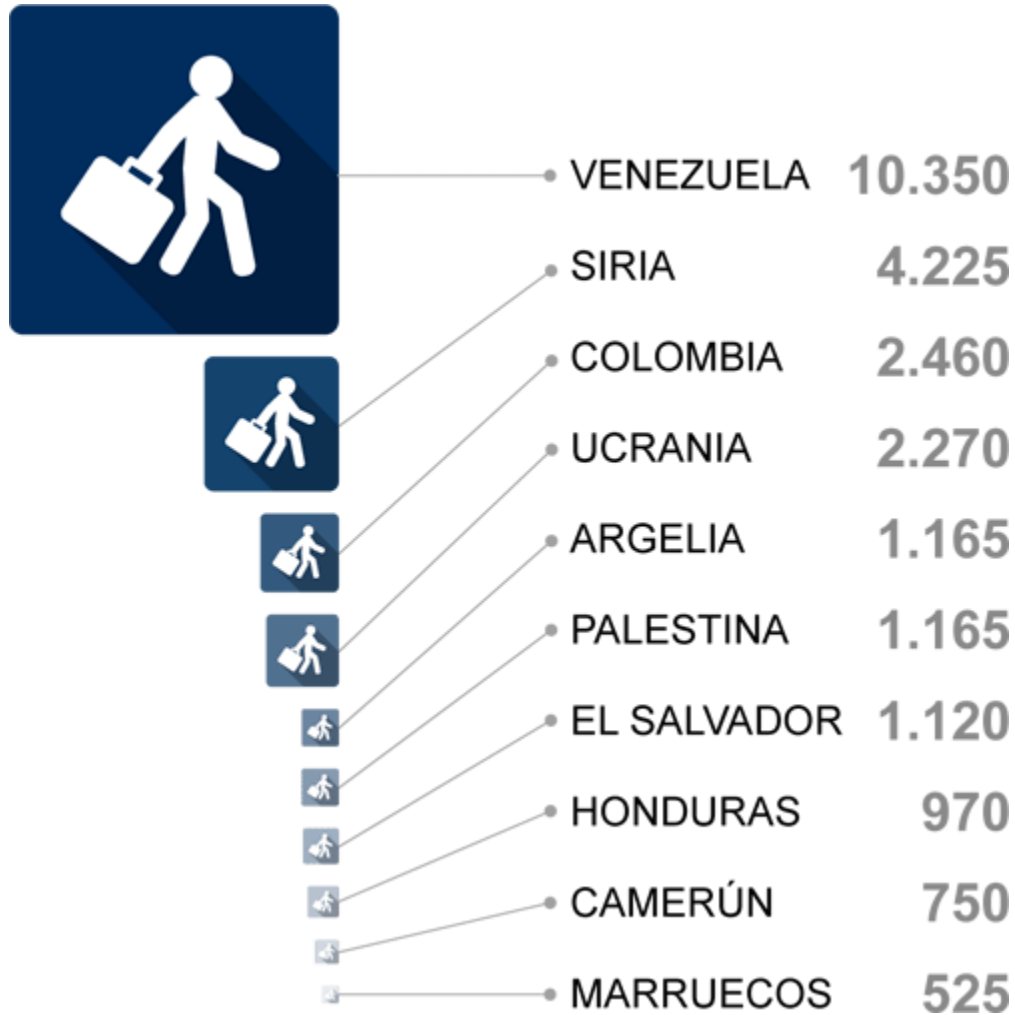 VENEZUELA 10.350
SIRIA 4.225
COLOMBIA 2.460
UCRANIA 2.270
ARGELIA 1.165
PALESTINA 1.165
EL SALVADOR 1.120
HONDURAS 970
CAMERÚN 750
MARRUECOS 525